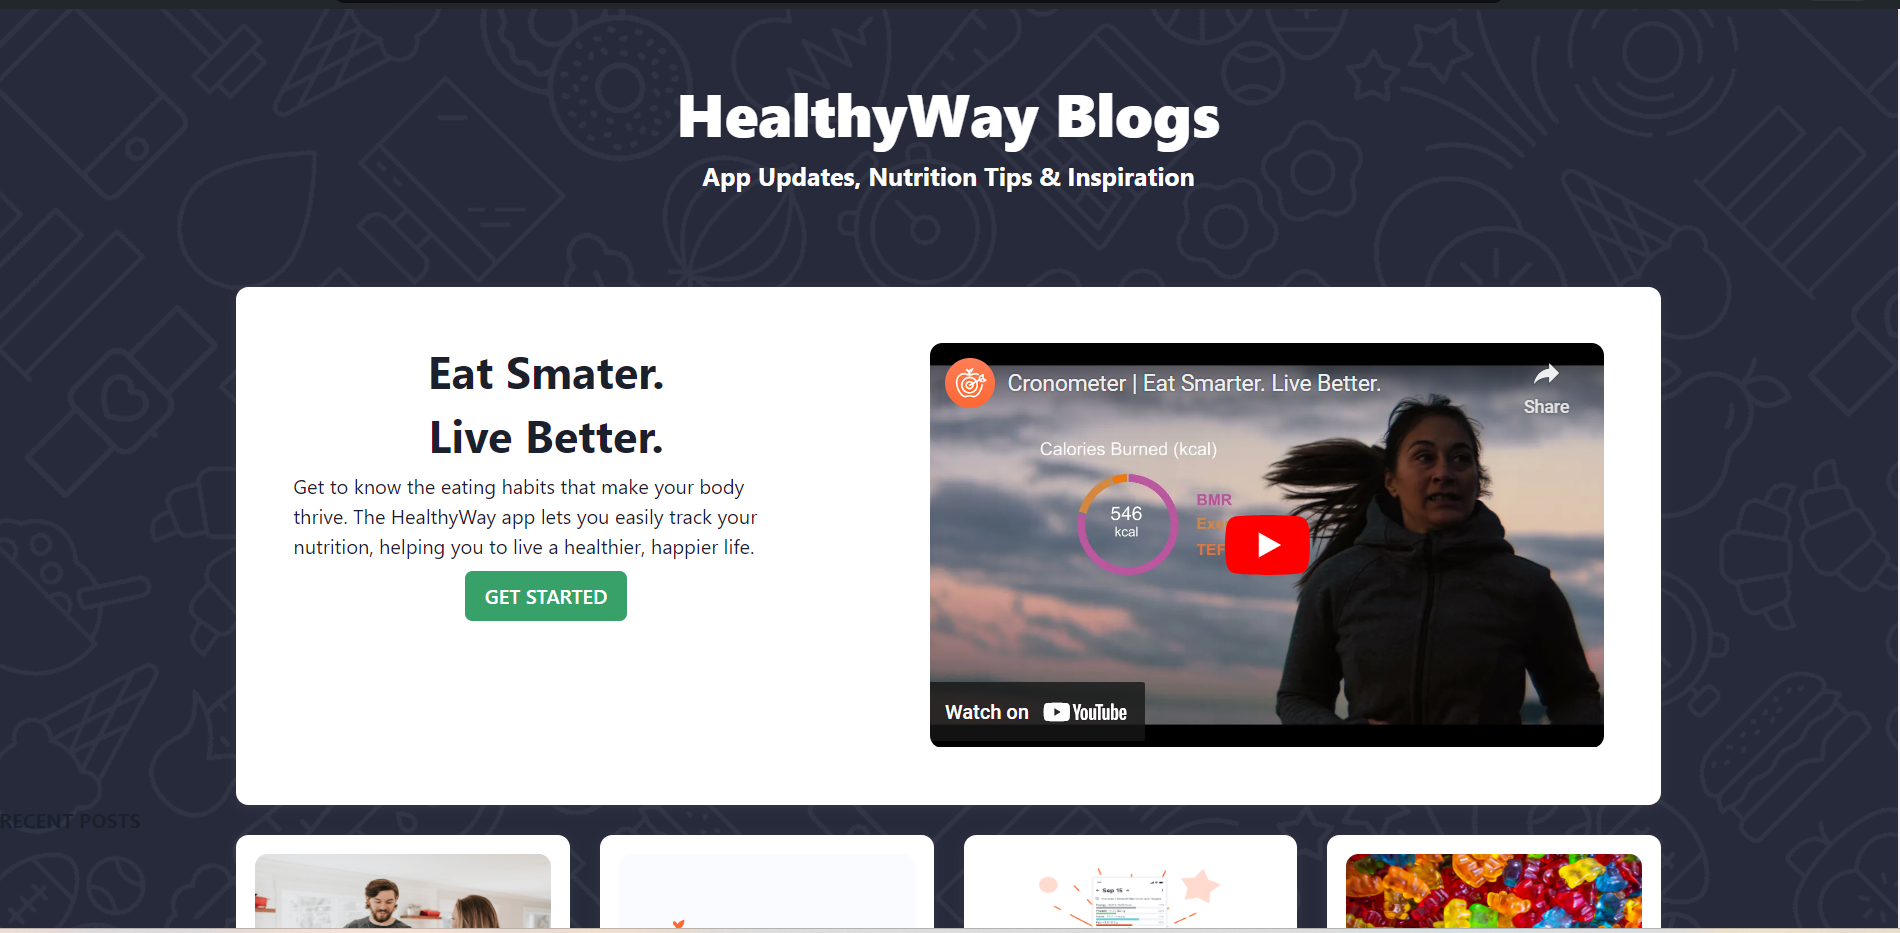 HealthyWay Blogs
App Updates, Nutrition Tips & Inspiration
Eat Smater.
Live Better.
Get to know the eating habits that make your body
thrive. The HealthyWay app lets you easily track your
nutrition, helping you to live a healthier, happier life.
GET STARTED
Cronometer | Eat Smarter. Live Better.
Share
Calories Burned (kcal)
546
kcal
BMR
TEF
Watch on YouTube
RECENT POSTS
Sep 15